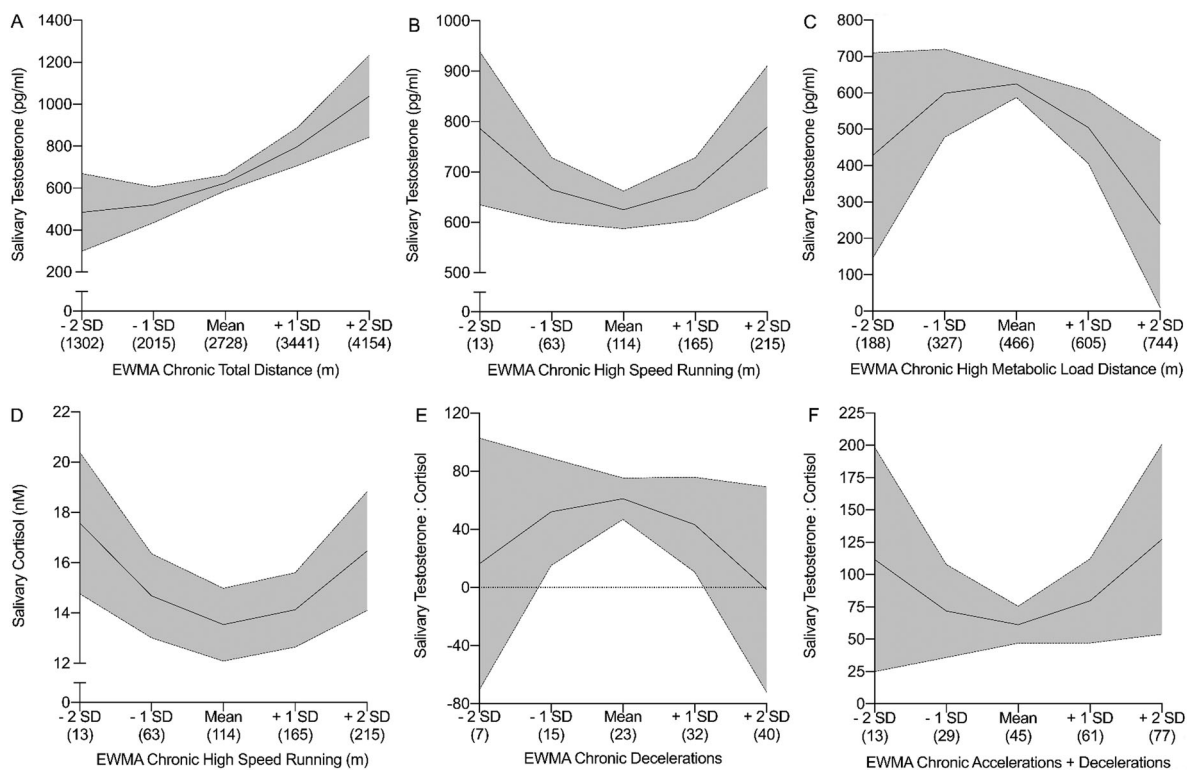 A
Salivary Testosterone (pg/ml)
1400
1200
1000
800
600
400
200
0
- 2 SD - 1 SD Mean + 1 SD + 2 SD
(1302) (2015) (2728) (3441) (4154)
EWMA Chronic Total Distance (m)
B
Salivary Testosterone (pg/ml)
1000
900
800
700
600
500
0
- 2 SD - 1 SD Mean + 1 SD + 2 SD
(13) (63) (114) (165) (215)
EWMA Chronic High Speed Running (m)
C
Salivary Testosterone (pg/ml)
800
700
600
500
400
300
200
100
0
- 2 SD - 1 SD Mean + 1 SD + 2 SD
(188) (327) (466) (605) (744)
EWMA Chronic High Metabolic Load Distance (m)
D
Salivary Cortisol (nM)
22
20
18
16
14
12
0
- 2 SD - 1 SD Mean + 1 SD + 2 SD
(13) (63) (114) (165) (215)
EWMA Chronic High Speed Running (m)
E
Salivary Testosterone : Cortisol
120
80
40
0
-40
-80
- 2 SD - 1 SD Mean + 1 SD + 2 SD
(7) (15) (23) (32) (40)
EWMA Chronic Decelerations
F
Salivary Testosterone : Cortisol
225
200
175
150
125
100
75
50
25
0
- 2 SD - 1 SD Mean + 1 SD + 2 SD
(13) (29) (45) (61) (77)
EWMA Chronic Accelerations + Decelerations